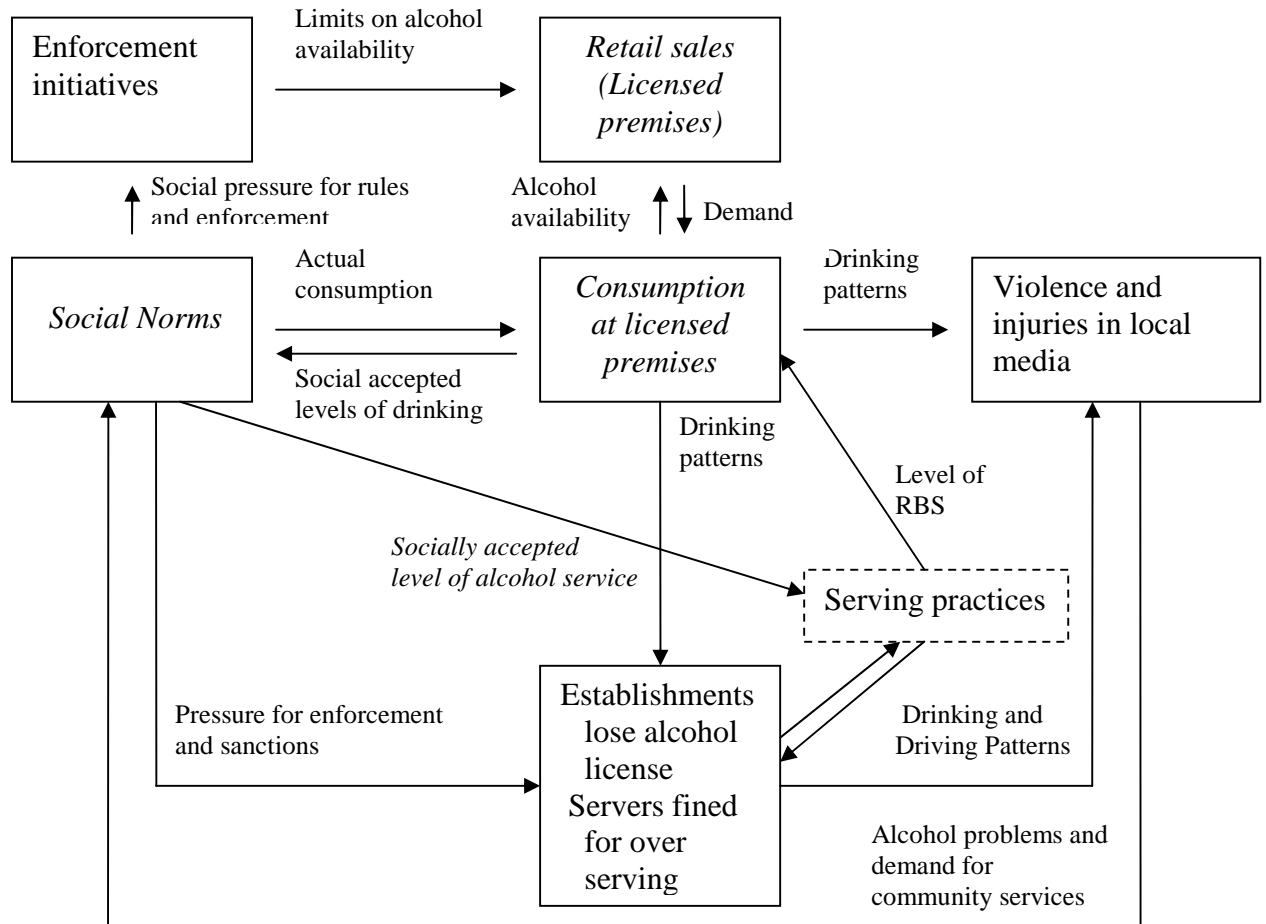 Enforcement
initiatives
Limits on alcohol
availability
Retail sales
(Licensed
premises)
Social pressure for rules
and enforcement
Alcohol
availability
Demand
Social Norms
Actual
consumption
Social accepted
levels of drinking
Consumption
at licensed
premises
Drinking
patterns
Violence and
injuries in local
media
Drinking
patterns
Level of
RBS
Socially accepted
level of alcohol service
Serving practices
Pressure for enforcement
and sanctions
Establishments
lose alcohol
license
Servers fined
for over
serving
Drinking and
Driving Patterns
Alcohol problems and
demand for
community services